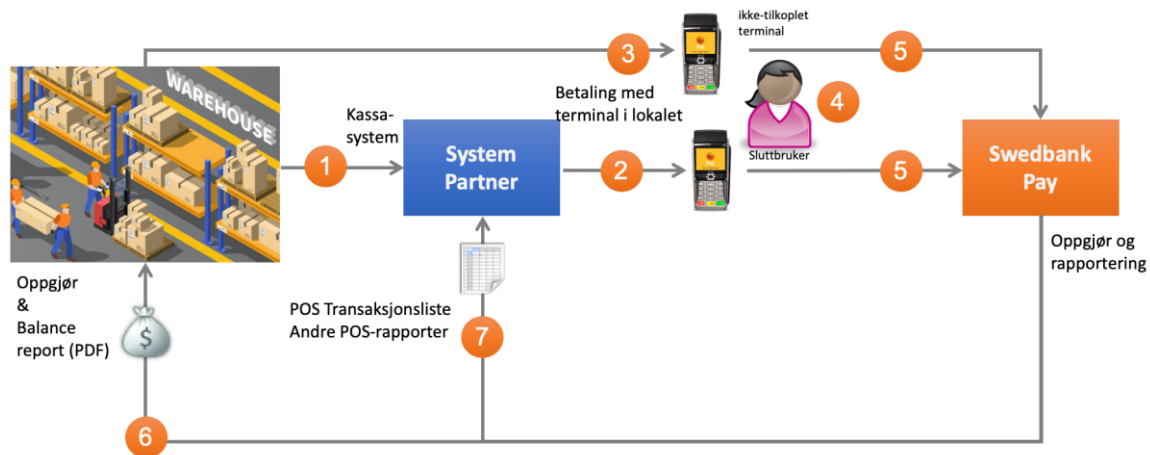 ikke-tilkoplet
terminal
3
5
WAREHOUSE
Betaling med
terminal i lokalet
4
Kassa-
system
1
System
Partner
2
Sluttbruker
5
Swedbank
Pay
Oppgjør og
rapportering
Oppgjør
&
Balance
report (PDF)
$
POS Transaksjonsliste
Andre POS-rapporter
7
6